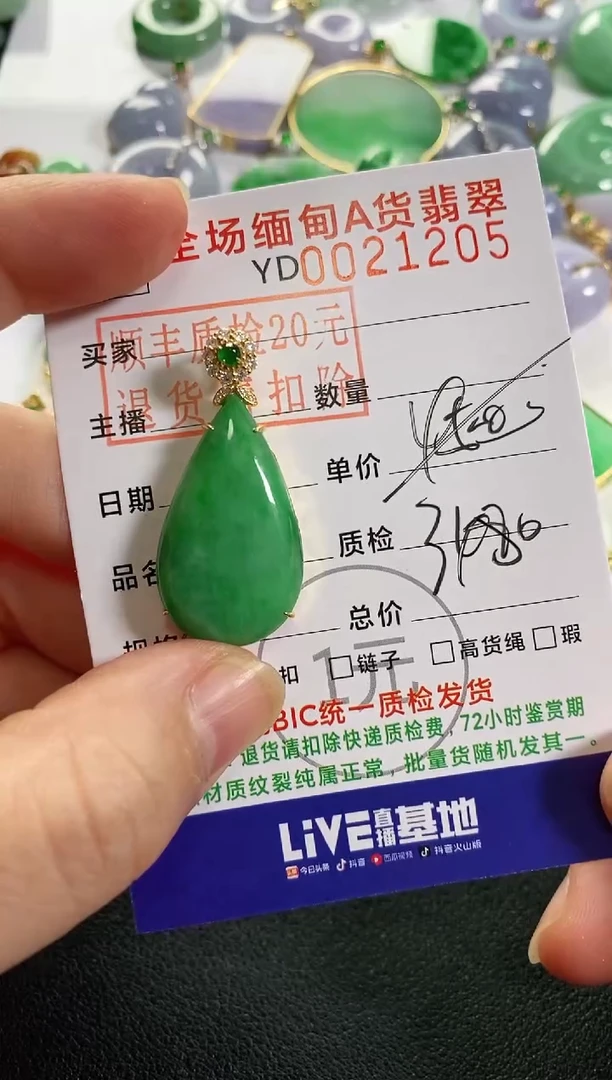 全场缅甸A货翡翠
YD0021205
顺丰质检20元
退货请扣除
买家
主播
数量
日期
单价
品名
质检
总价
1元
扣 □链子 □高货绳 □瑕
BIC统一质检发货
退货请扣除快递质检费，72小时鉴赏期
材质纹裂纯属正常，批量货随机发其一。
LiVE直播基地
今日头条 抖音 西瓜视频 抖音火山版